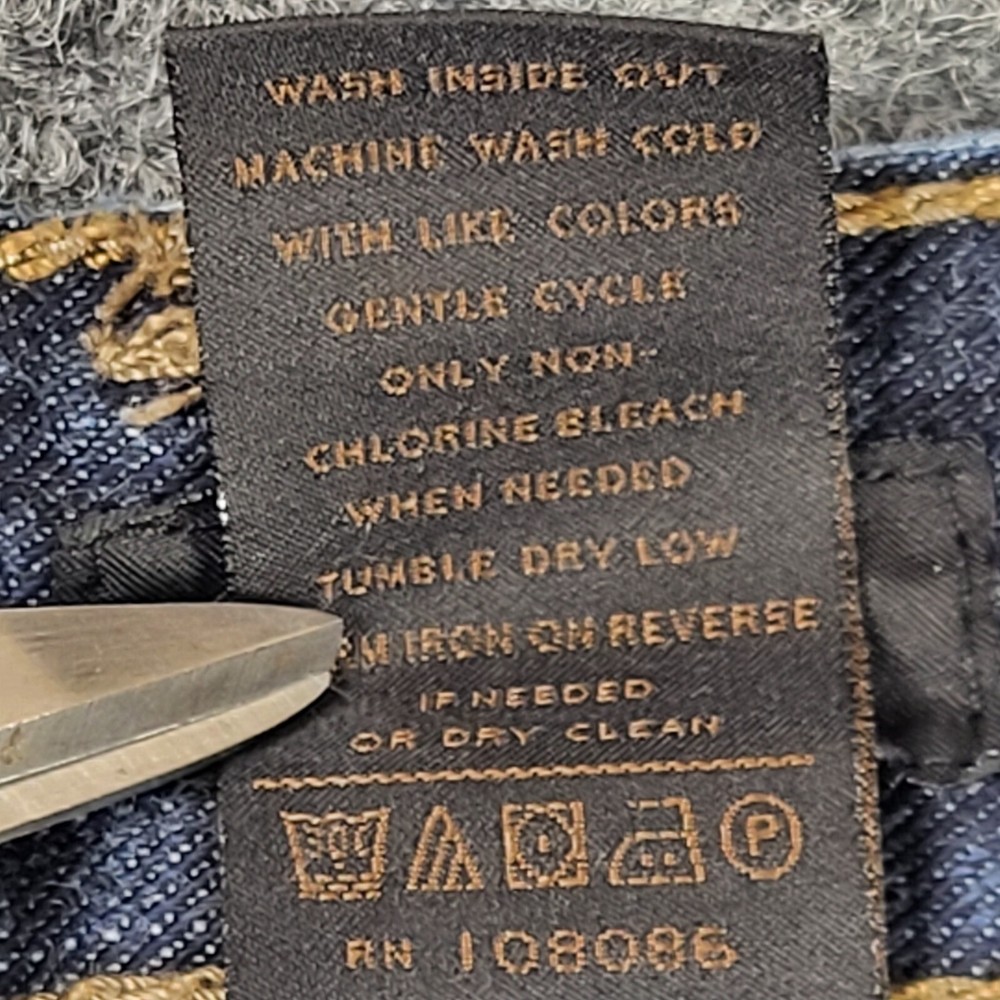 WASH INSIDE OUT
MACHINE WASH COLD
WITH LIKE COLORS
GENTLE CYCLE
ONLY NON-
CHLORINE BLEACH
WHEN NEEDED
TUMBLE DRY LOW
IRON ON REVERSE
IF NEEDED
OR DRY CLEAN
P
RN 108086